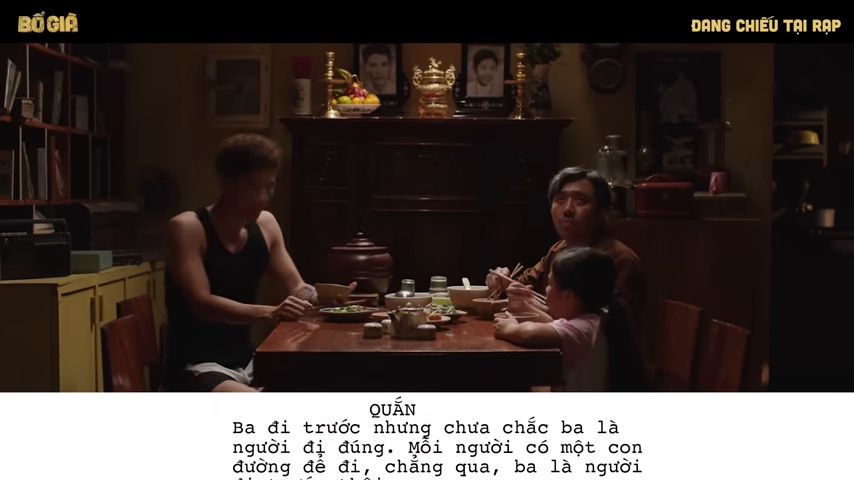 BỐ GIÀ
ĐANG CHIẾU TẠI RẠP
QUẮN
Ba đi trước nhưng chưa chắc ba là
người đi đúng. Mỗi người có một con
đường để đi, chẳng qua, ba là người